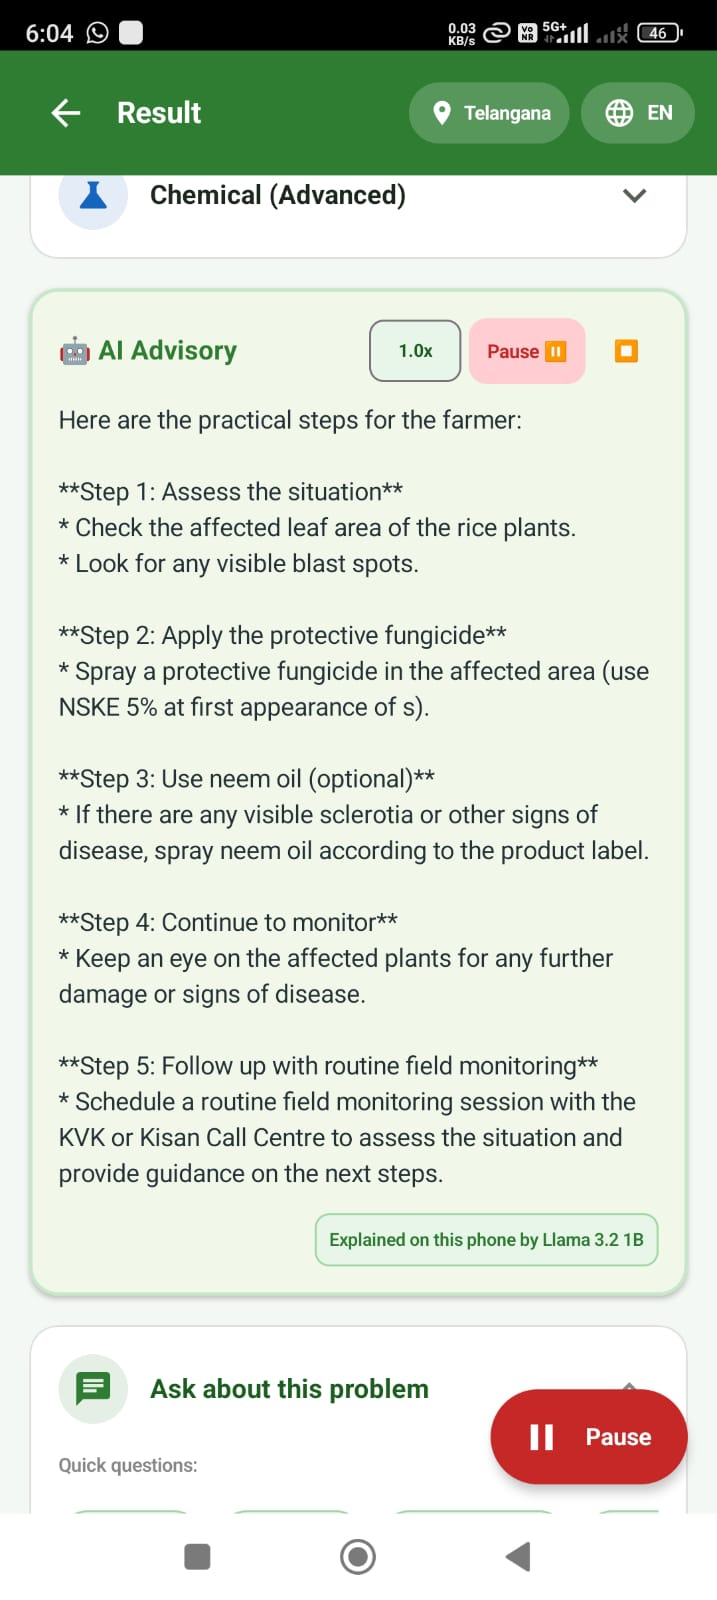 6:04
0.03 KB/s
Vo NR
5G+
46
Result
Telangana
EN
Chemical (Advanced)
AI Advisory
1.0x
Pause
Here are the practical steps for the farmer:
**Step 1: Assess the situation**
* Check the affected leaf area of the rice plants.
* Look for any visible blast spots.
**Step 2: Apply the protective fungicide**
* Spray a protective fungicide in the affected area (use
NSKE 5% at first appearance of s).
**Step 3: Use neem oil (optional)**
* If there are any visible sclerotia or other signs of
disease, spray neem oil according to the product label.
**Step 4: Continue to monitor**
* Keep an eye on the affected plants for any further
damage or signs of disease.
**Step 5: Follow up with routine field monitoring**
* Schedule a routine field monitoring session with the
KVK or Kisan Call Centre to assess the situation and
provide guidance on the next steps.
Explained on this phone by Llama 3.2 1B
Ask about this problem
Pause
Quick questions: